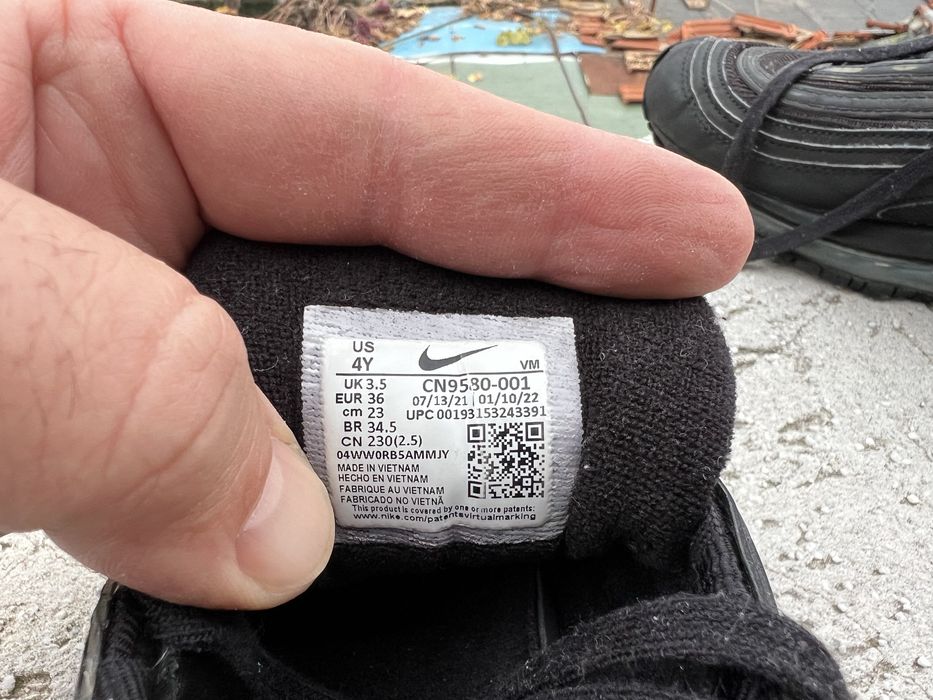 US
4Y
VM
UK 3.5
EUR 36
cm 23
BR 34.5
CN 230(2.5)
CN9580-001
07/13/21 01/10/22
UPC 00193153243391
04WW0RB5AMMJY
MADE IN VIETNAM
HECHO EN VIETNAM
FABRIQUE AU VIETNAM
FABRICADO NO VIETNÃ
This product is covered by one or more patents:
www.nike.com/patentsvirtualmarking